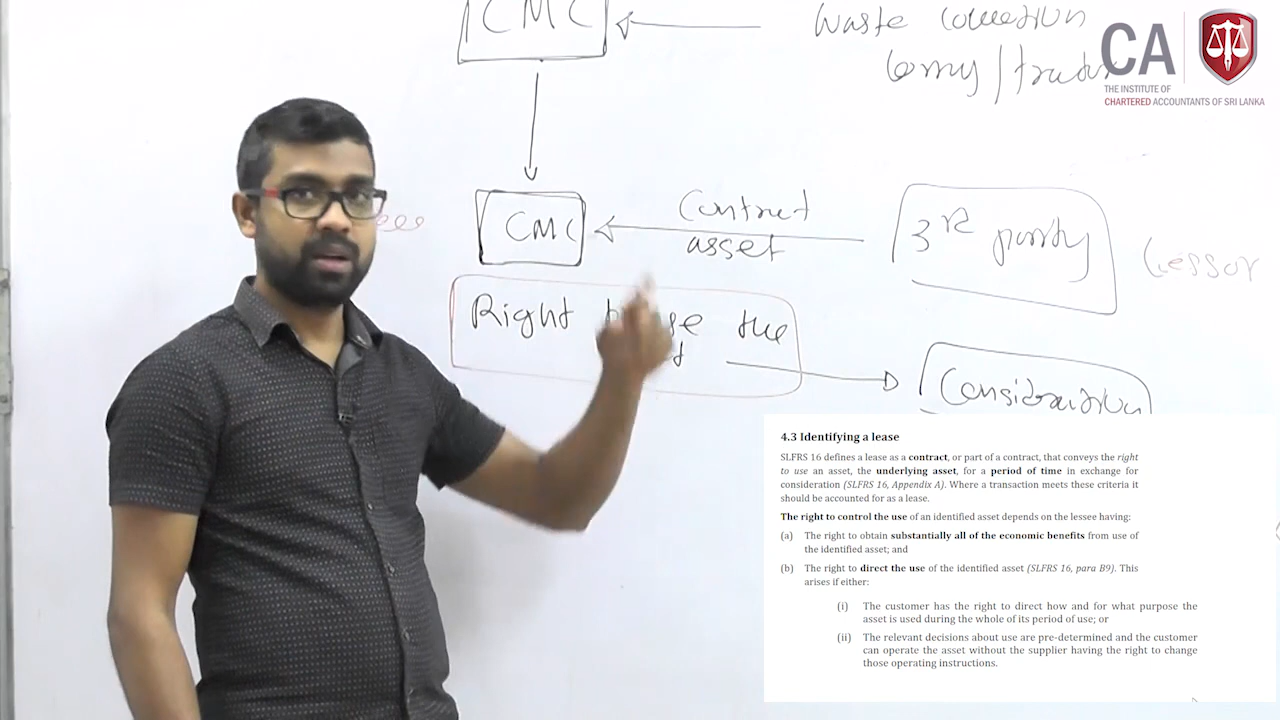 CMC
waste collection
lorry/tractor
CA
THE INSTITUTE OF
CHARTERED ACCOUNTANTS OF SRI LANKA
CMC
Contract
asset
3rd party
Lessor
Right the
Consideration
4.3 Identifying a lease
SLFRS 16 defines a lease as a contract, or part of a contract, that conveys the right
to use an asset, the underlying asset, for a period of time in exchange for
consideration (SLFRS 16, Appendix A). Where a transaction meets these criteria it
should be accounted for as a lease.
The right to control the use of an identified asset depends on the lessee having:
(a) The right to obtain substantially all of the economic benefits from use of
the identified asset; and
(b) The right to direct the use of the identified asset (SLFRS 16, para B9). This
arises if either:
(i) The customer has the right to direct how and for what purpose the
asset is used during the whole of its period of use; or
(ii) The relevant decisions about use are pre-determined and the customer
can operate the asset without the supplier having the right to change
those operating instructions.